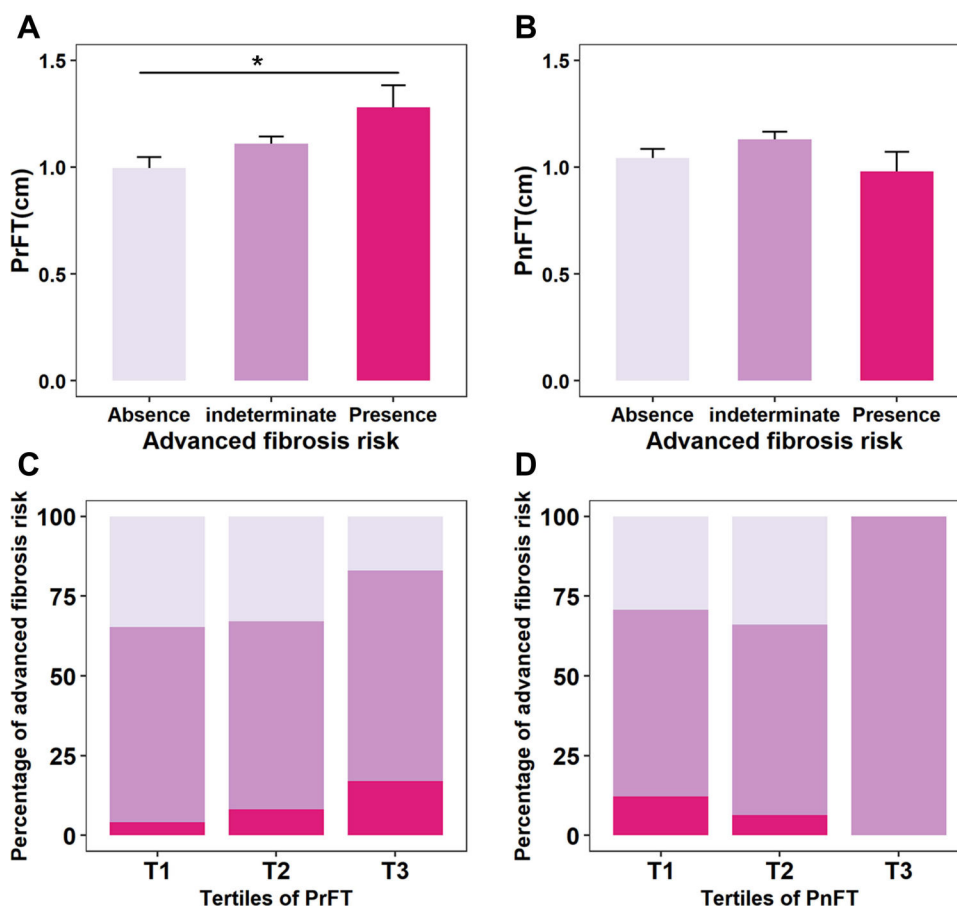 A
*
PrFT(cm)
1.5
1.0
0.5
0.0
Absence indeterminate Presence
Advanced fibrosis risk
B
PnFT(cm)
1.5
1.0
0.5
0.0
Absence indeterminate Presence
Advanced fibrosis risk
C
Percentage of advanced fibrosis risk
100
75
50
25
0
T1 T2 T3
Tertiles of PrFT
D
Percentage of advanced fibrosis risk
100
75
50
25
0
T1 T2 T3
Tertiles of PnFT